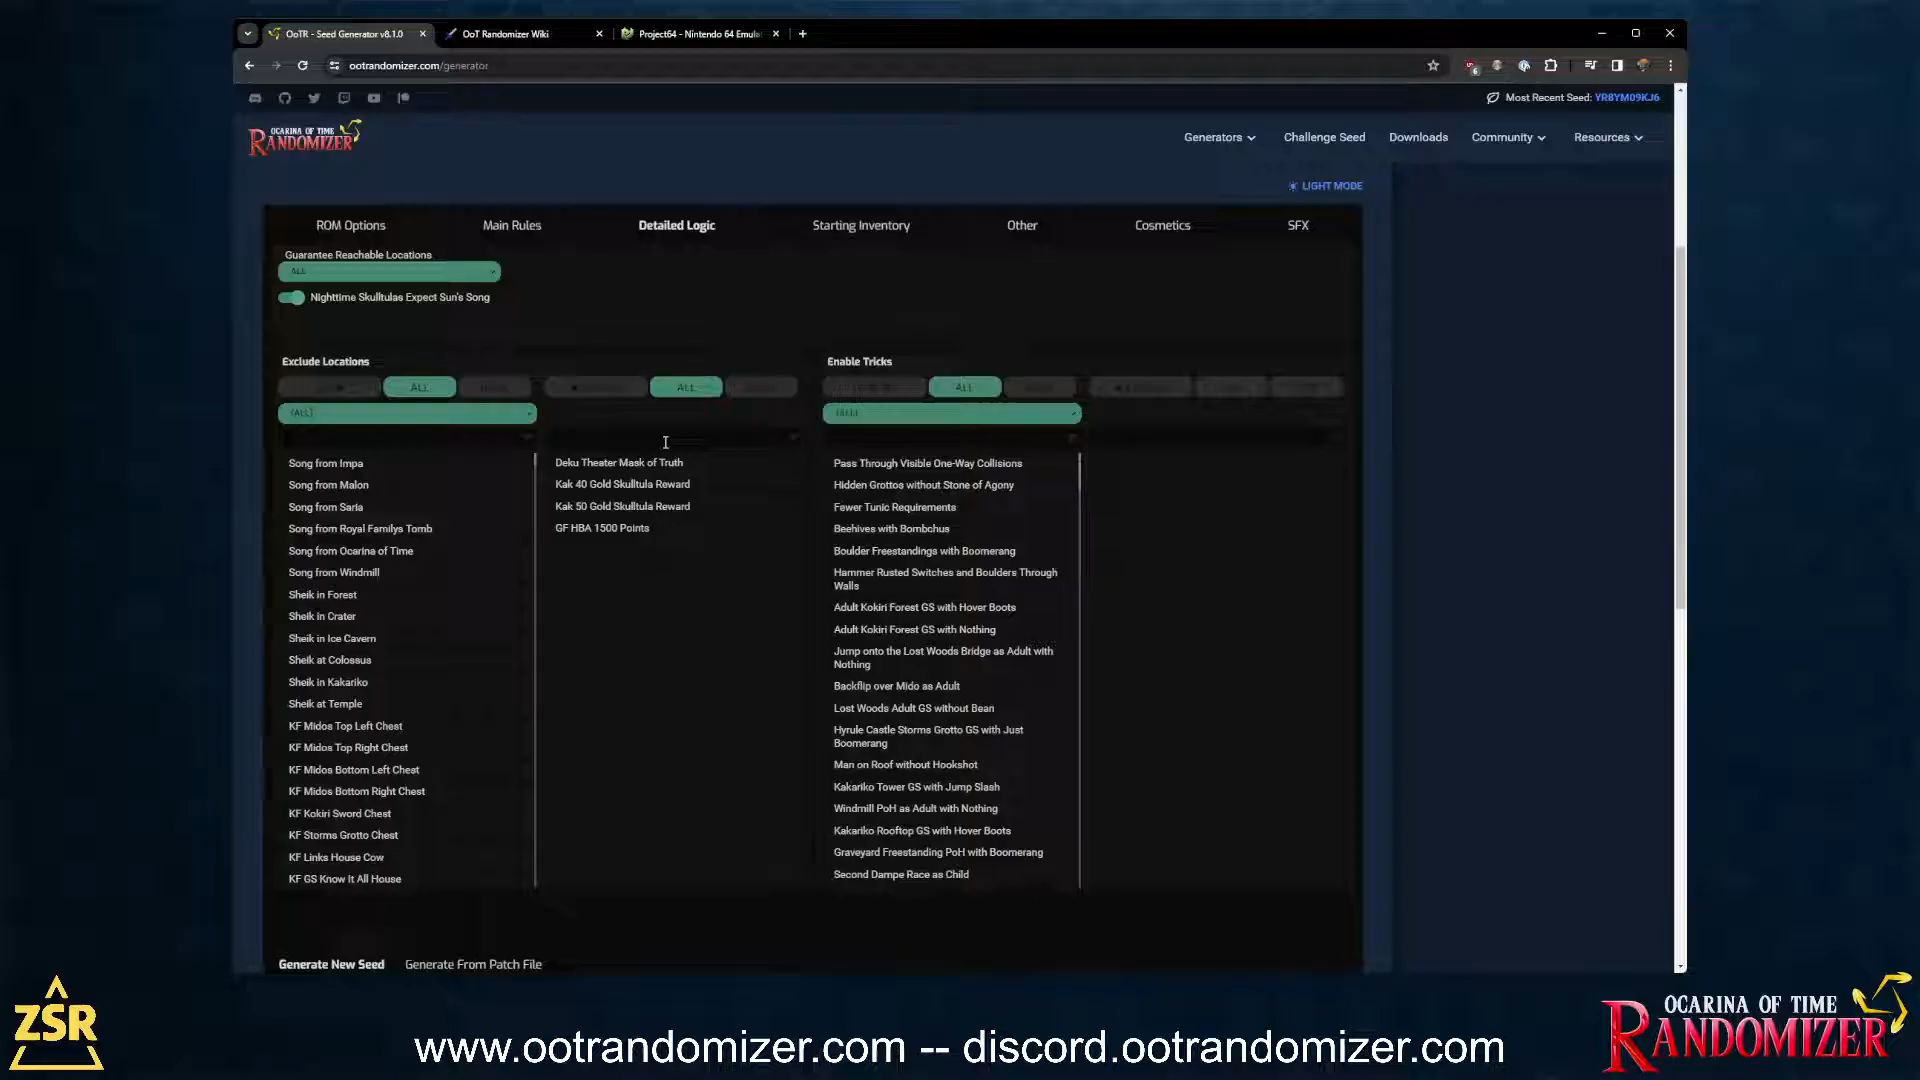 OoTR - Seed Generator v8.1.0
OoT Randomizer Wiki
Project64 - Nintendo 64 Emula
ootrandomizer.com/generator
6
Most Recent Seed: YR8YM09KJ6
OCARINA OF TIME
RANDOMIZER
Generators
Challenge Seed
Downloads
Community
Resources
LIGHT MODE
ROM Options
Main Rules
Detailed Logic
Starting Inventory
Other
Cosmetics
SFX
Guarantee Reachable Locations
ALL
Nighttime Skulltulas Expect Sun's Song
Exclude Locations
ALL
ALL
(ALL)
Song from Impa
Song from Malon
Song from Saria
Song from Royal Familys Tomb
Song from Ocarina of Time
Song from Windmill
Sheik in Forest
Sheik in Crater
Sheik in Ice Cavern
Sheik at Colossus
Sheik in Kakariko
Sheik at Temple
KF Midos Top Left Chest
KF Midos Top Right Chest
KF Midos Bottom Left Chest
KF Midos Bottom Right Chest
KF Kokiri Sword Chest
KF Storms Grotto Chest
KF Links House Cow
KF GS Know It All House
Deku Theater Mask of Truth
Kak 40 Gold Skulltula Reward
Kak 50 Gold Skulltula Reward
GF HBA 1500 Points
Enable Tricks
ALL
(ALL)
Pass Through Visible One-Way Collisions
Hidden Grottos without Stone of Agony
Fewer Tunic Requirements
Beehives with Bombchus
Boulder Freestandings with Boomerang
Hammer Rusted Switches and Boulders Through
Walls
Adult Kokiri Forest GS with Hover Boots
Adult Kokiri Forest GS with Nothing
Jump onto the Lost Woods Bridge as Adult with
Nothing
Backflip over Mido as Adult
Lost Woods Adult GS without Bean
Hyrule Castle Storms Grotto GS with Just
Boomerang
Man on Roof without Hookshot
Kakariko Tower GS with Jump Slash
Windmill PoH as Adult with Nothing
Kakariko Rooftop GS with Hover Boots
Graveyard Freestanding PoH with Boomerang
Second Dampe Race as Child
Generate New Seed
Generate From Patch File
ZSR
www.ootrandomizer.com -- discord.ootrandomizer.com
OCARINA OF TIME
RANDOMIZER